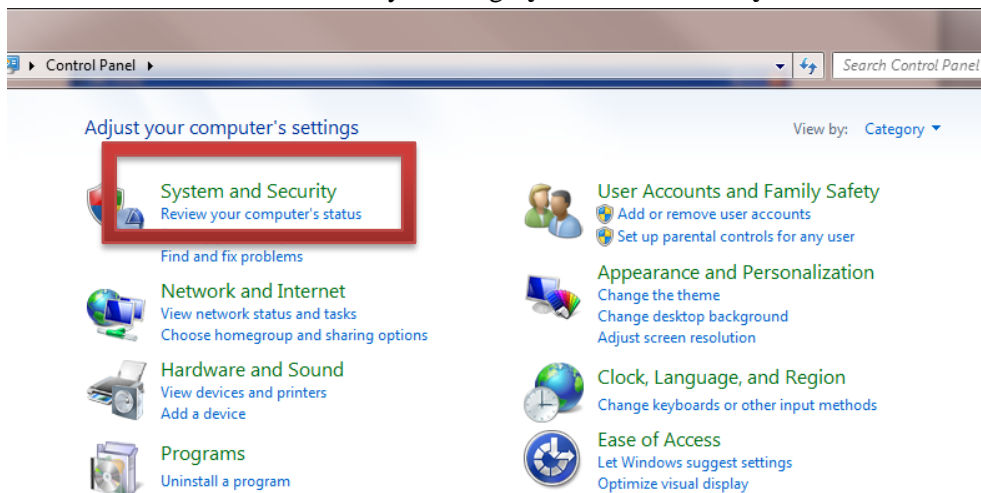 Control Panel
Search Control Panel
Adjust your computer's settings
View by: Category
System and Security
Review your computer's status
Find and fix problems
Network and Internet
View network status and tasks
Choose homegroup and sharing options
Hardware and Sound
View devices and printers
Add a device
Programs
Uninstall a program
User Accounts and Family Safety
Add or remove user accounts
Set up parental controls for any user
Appearance and Personalization
Change the theme
Change desktop background
Adjust screen resolution
Clock, Language, and Region
Change keyboards or other input methods
Ease of Access
Let Windows suggest settings
Optimize visual display